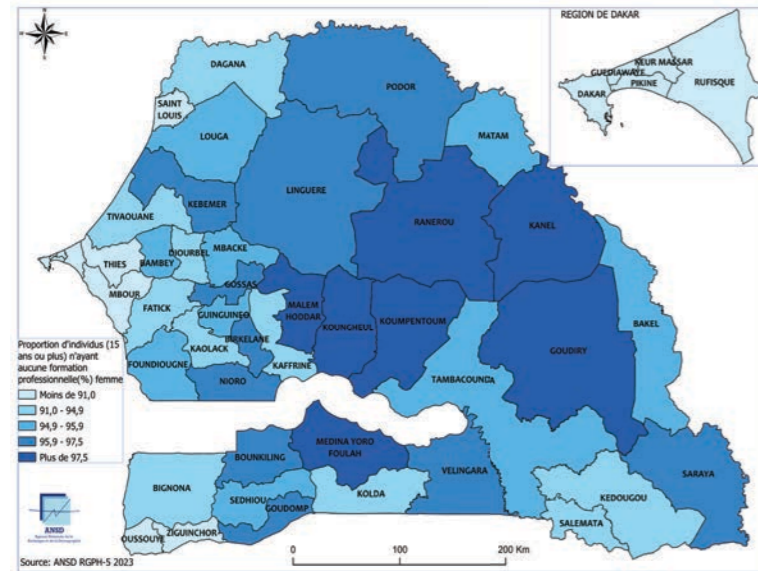 REGION DE DAKAR
KEUR MASSAR
GUEDIAWAYE
RUFISQUE
DAKAR
PIKINE
DAGANA
PODOR
SAINT
LOUIS
LOUGA
MATAM
LINGUERE
KEBEMER
TIVAOUANE
RANEROU
KANEL
MBACKE
DIOURBEL
THIES
BAMBEY
GOSSAS
MBOUR
MALEM
HODDAR
KOUNGHEUL
KOUMPENTOUM
FATICK
GUINGUINEO
BIRKELANE
BAKEL
GOUDIRY
KAOLACK
KAFFRINE
FOUNDIOUGNE
TAMBACOUNDA
NIORO
Proportion d'individus (15
ans ou plus) n'ayant
aucune formation
professionnelle(%) femme
Moins de 91,0
91,0 - 94,9
94,9 - 95,9
95,9 - 97,5
Plus de 97,5
MEDINA YORO
FOULAH
BOUNKILING
VELINGARA
SARAYA
BIGNONA
SEDHIOU
KOLDA
KEDOUGOU
GOUDOMP
SALEMATA
OUSSOUYE
ZIGUINCHOR
ANSD
0 100 200 Km
Source: ANSD RGPH-5 2023